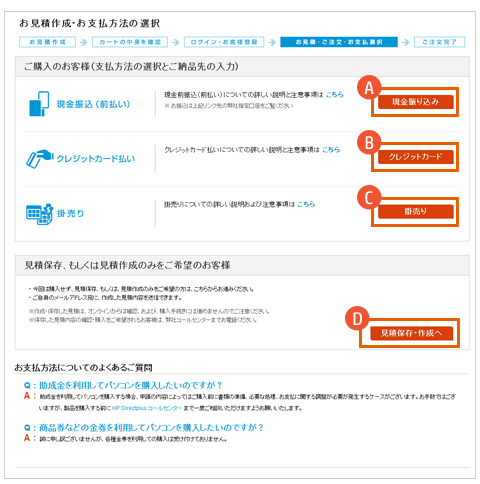 お見積作成・お支払方法の選択
お見積作成
カートの中身を確認
ログイン・お客様登録
お見積・ご注文・お支払選択
ご注文完了
ご購入のお客様(支払方法の選択とご納品先の入力)
現金振込(前払い)
現金前振込(前払い)についての詳しい説明と注意事項は こちら
※お振込は上記リンク先の弊社指定口座をご覧ください
A
現金振り込み
クレジットカード払い
クレジットカード払いについての詳しい説明と注意事項は こちら
B
クレジットカード
掛売り
掛売りについての詳しい説明および注意事項は こちら
C
掛売り
見積保存、もしくは見積作成のみをご希望のお客様
・今回は購入せず、見積保存、もしくは、見積作成のみをご希望の方は、こちらからお進みください。
・ご自身のメールアドレス宛に、作成した見積内容を送信できます。
※作成・保存した見積は、オンラインからは確認、および、購入手続きには進めませんのでご注意ください。
※保存した見積内容の確認・購入をご希望されるお客様は、弊社コールセンターまでお電話ください。
D
見積保存・作成へ
お支払方法についてのよくあるご質問
Q：助成金を利用してパソコンを購入したいのですが？
A：助成金を利用してパソコンを購入する場合、申請の内容によってはご購入前に書類の準備、必要な処理、お支払に関する調整が必要が発生するケースがございます。お手数ではござ
いますが、製品を購入する前に HP Directplus コールセンター まで一度ご相談いただけますようお願いいたします。
Q：商品券などの金券を利用してパソコンを購入したいのですが？
A：誠に申し訳ございませんが、各種金券を利用しての購入は受け付けておりません。